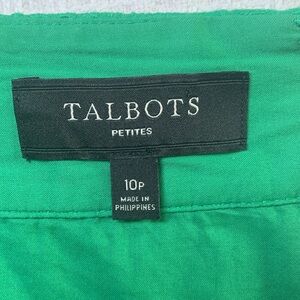 TALBOTS
PETITES
10P
MADE IN
PHILIPPINES